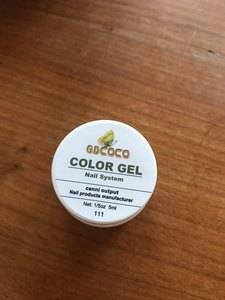 GDCOCO
COLOR GEL
Nail System
canni output
Nail products manufacturer
Net: 1/5oz 5ml
111